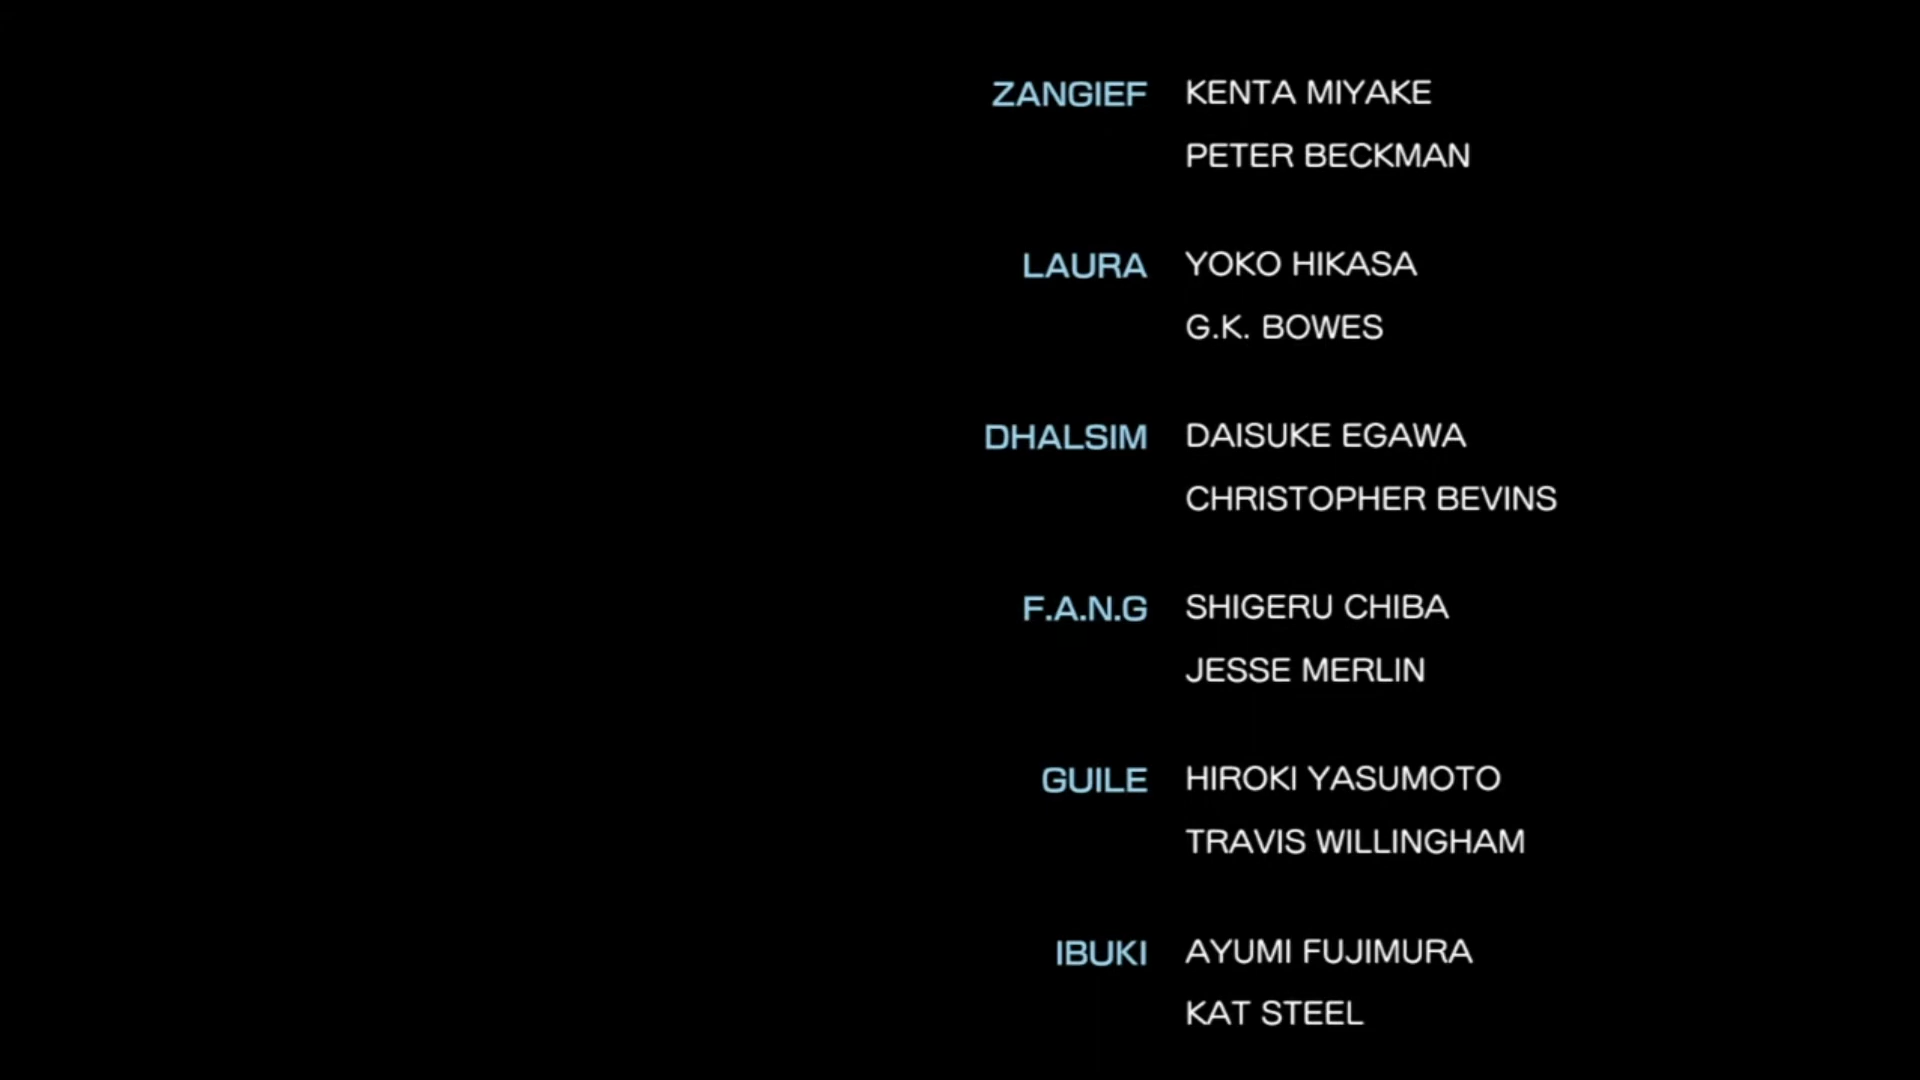 ZANGIEF KENTA MIYAKE
PETER BECKMAN
LAURA YOKO HIKASA
G.K. BOWES
DHALSIM DAISUKE EGAWA
CHRISTOPHER BEVINS
F.A.N.G SHIGERU CHIBA
JESSE MERLIN
GUILE HIROKI YASUMOTO
TRAVIS WILLINGHAM
IBUKI AYUMI FUJIMURA
KAT STEEL